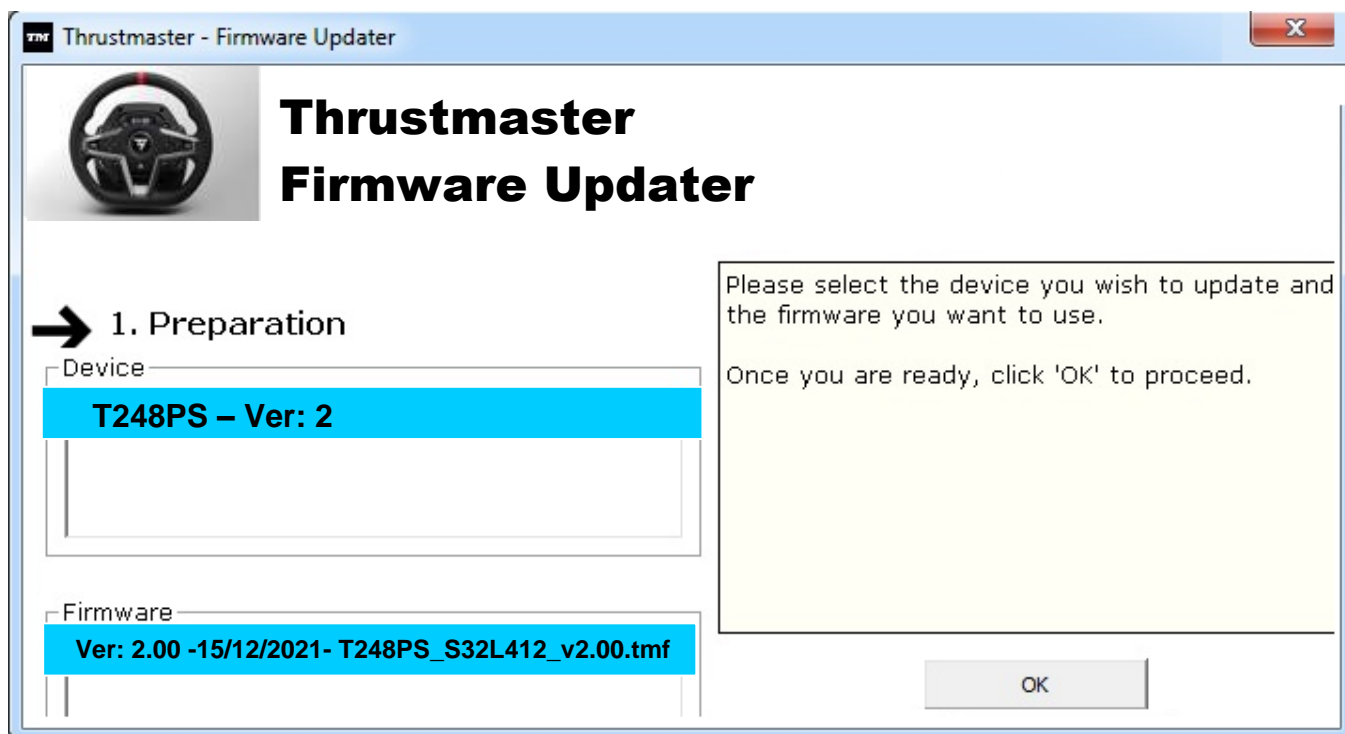 TM Thrustmaster - Firmware Updater
X
Thrustmaster
Firmware Updater
1. Preparation
Device
T248PS – Ver: 2
Firmware
Ver: 2.00 -15/12/2021- T248PS_S32L412_v2.00.tmf
Please select the device you wish to update and
the firmware you want to use.
Once you are ready, click 'OK' to proceed.
OK